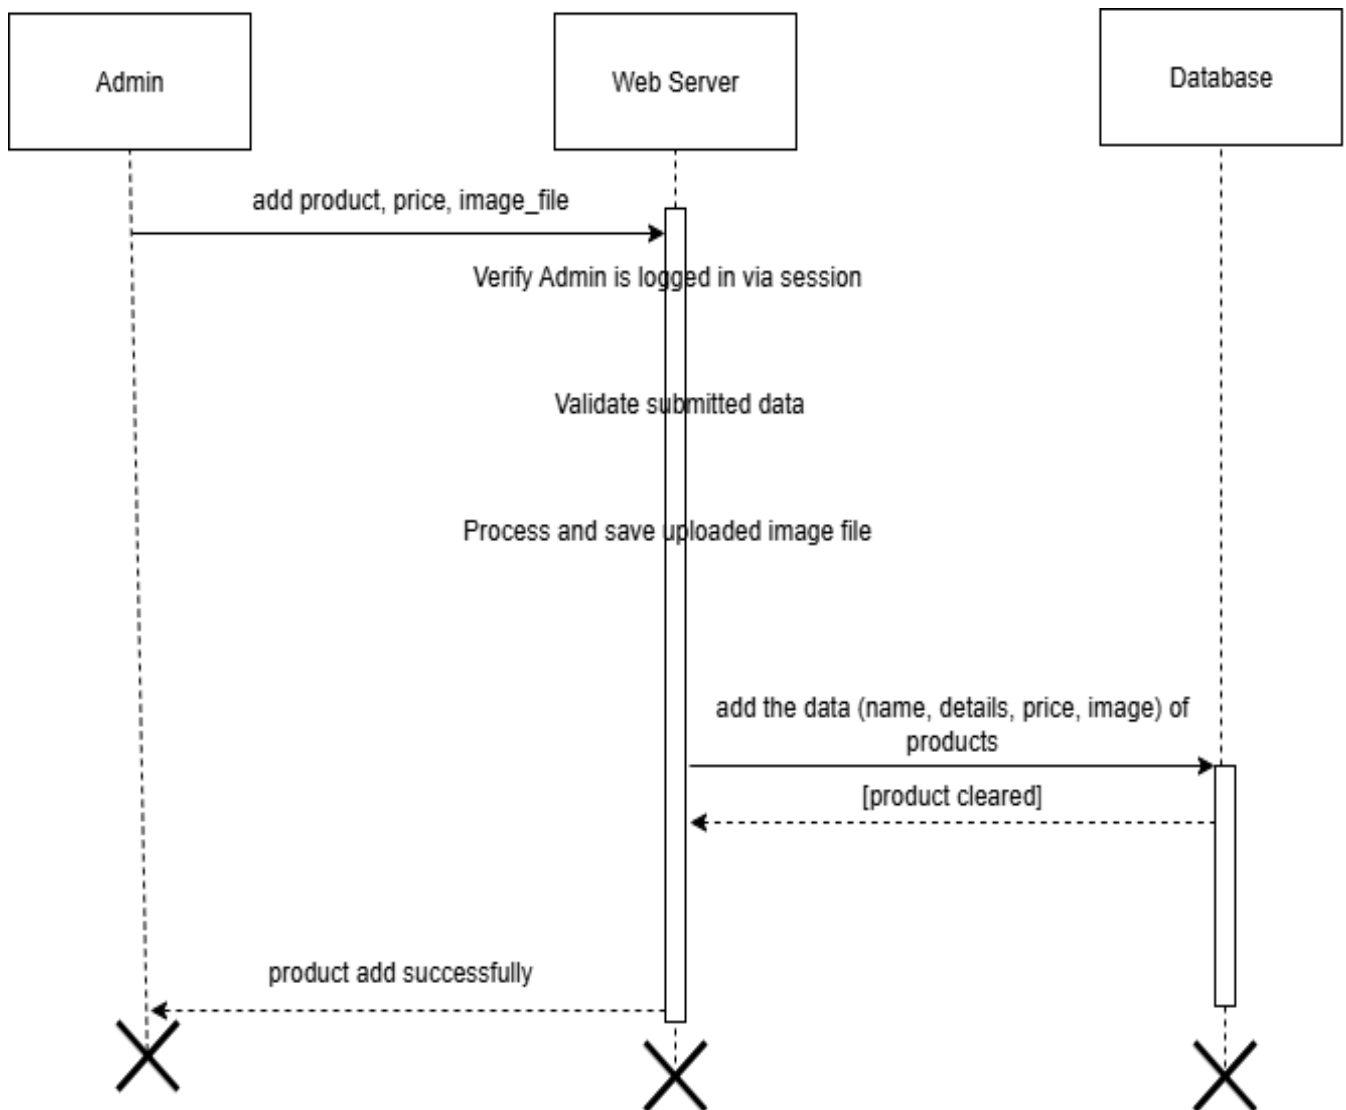 Admin
Web Server
Database
add product, price, image_file
Verify Admin is logged in via session
Validate submitted data
Process and save uploaded image file
add the data (name, details, price, image) of
products
[product cleared]
product add successfully